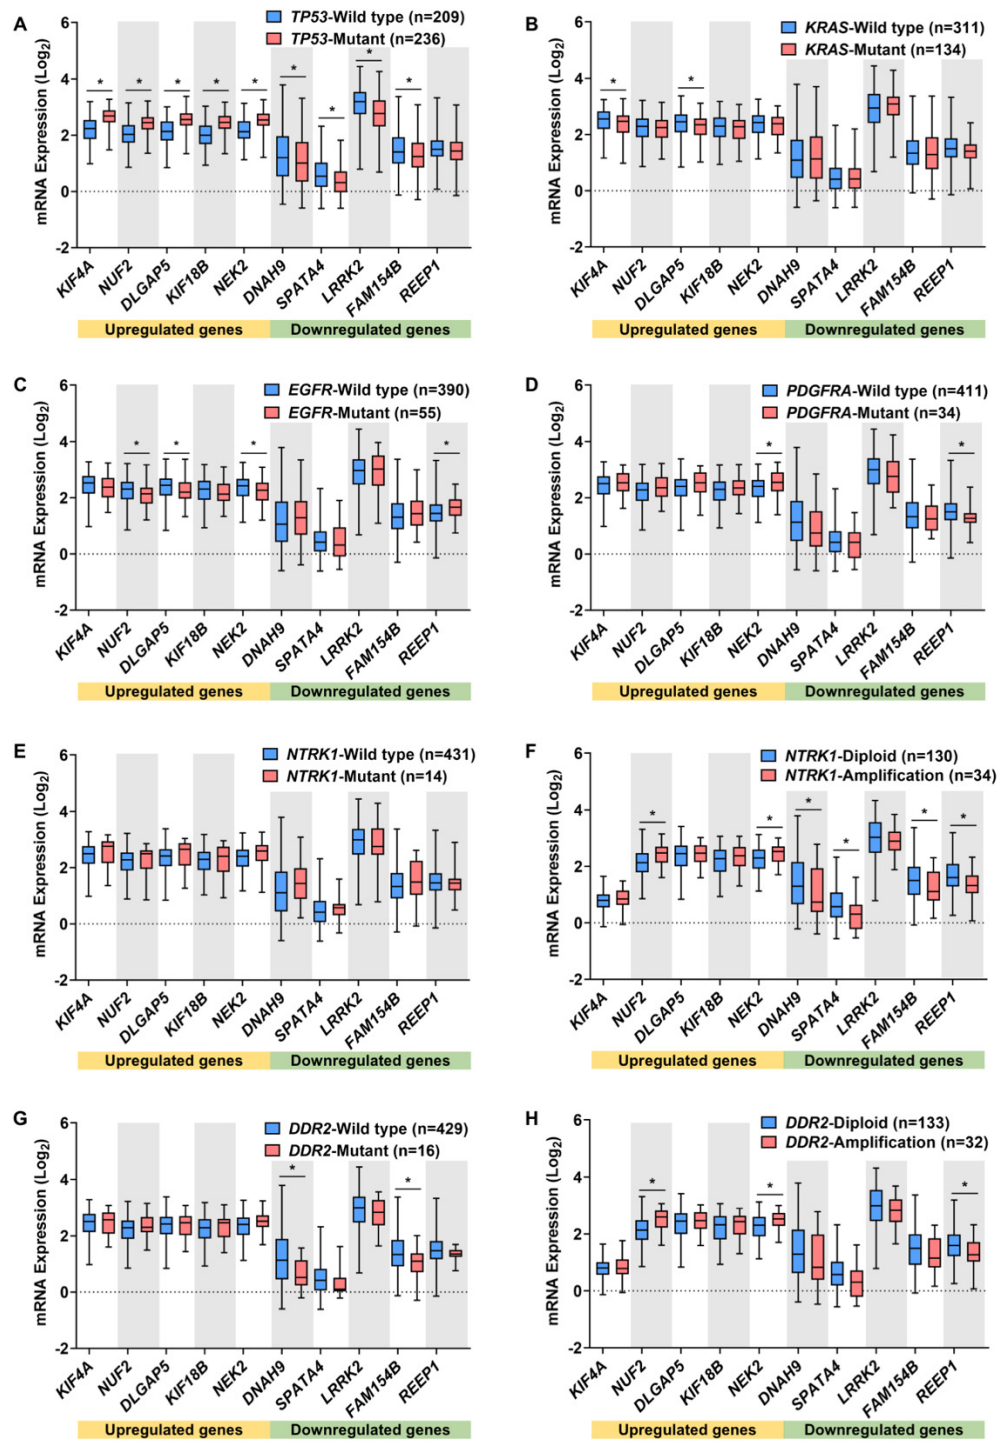 A
TP53-Wild type (n=209)
TP53-Mutant (n=236)
mRNA Expression (Log2)
6
4
2
0
-2
* * * * * * * * *
KIF4A NUF2 DLGAP5 KIF18B NEK2 DNAH9 SPATA4 LRRK2 FAM154B REEP1
Upregulated genes Downregulated genes
B
KRAS-Wild type (n=311)
KRAS-Mutant (n=134)
mRNA Expression (Log2)
6
4
2
0
-2
* *
KIF4A NUF2 DLGAP5 KIF18B NEK2 DNAH9 SPATA4 LRRK2 FAM154B REEP1
Upregulated genes Downregulated genes
C
EGFR-Wild type (n=390)
EGFR-Mutant (n=55)
mRNA Expression (Log2)
6
4
2
0
-2
* * * *
KIF4A NUF2 DLGAP5 KIF18B NEK2 DNAH9 SPATA4 LRRK2 FAM154B REEP1
Upregulated genes Downregulated genes
D
PDGFRA-Wild type (n=411)
PDGFRA-Mutant (n=34)
mRNA Expression (Log2)
6
4
2
0
-2
* *
KIF4A NUF2 DLGAP5 KIF18B NEK2 DNAH9 SPATA4 LRRK2 FAM154B REEP1
Upregulated genes Downregulated genes
E
NTRK1-Wild type (n=431)
NTRK1-Mutant (n=14)
mRNA Expression (Log2)
6
4
2
0
-2
KIF4A NUF2 DLGAP5 KIF18B NEK2 DNAH9 SPATA4 LRRK2 FAM154B REEP1
Upregulated genes Downregulated genes
F
NTRK1-Diploid (n=130)
NTRK1-Amplification (n=34)
mRNA Expression (Log2)
6
4
2
0
-2
* * * * * *
KIF4A NUF2 DLGAP5 KIF18B NEK2 DNAH9 SPATA4 LRRK2 FAM154B REEP1
Upregulated genes Downregulated genes
G
DDR2-Wild type (n=429)
DDR2-Mutant (n=16)
mRNA Expression (Log2)
6
4
2
0
-2
* *
KIF4A NUF2 DLGAP5 KIF18B NEK2 DNAH9 SPATA4 LRRK2 FAM154B REEP1
Upregulated genes Downregulated genes
H
DDR2-Diploid (n=133)
DDR2-Amplification (n=32)
mRNA Expression (Log2)
6
4
2
0
-2
* * *
KIF4A NUF2 DLGAP5 KIF18B NEK2 DNAH9 SPATA4 LRRK2 FAM154B REEP1
Upregulated genes Downregulated genes